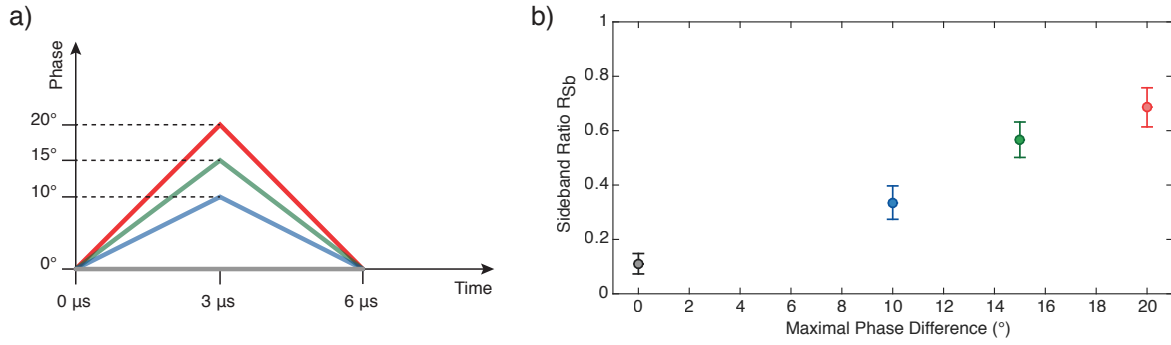 a)
Phase
20°
15°
10°
0°
0 µs
3 µs
6 µs
Time
b)
Sideband Ratio RSb
1
0.8
0.6
0.4
0.2
0
0
2
4
6
8
10
12
14
16
18
20
Maximal Phase Difference (°)